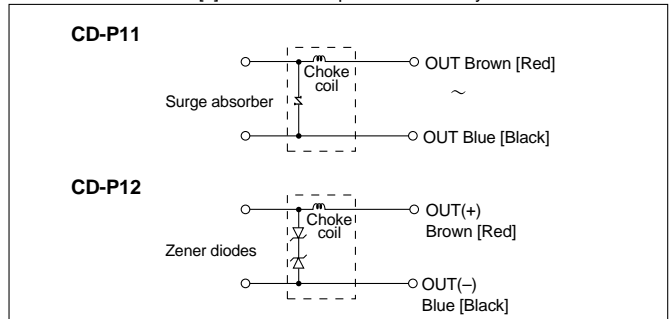 CD-P11
Choke
coil
OUT Brown [Red]
~
Surge absorber
OUT Blue [Black]
CD-P12
Choke
coil
OUT(+)
Brown [Red]
Zener diodes
OUT(–)
Blue [Black]